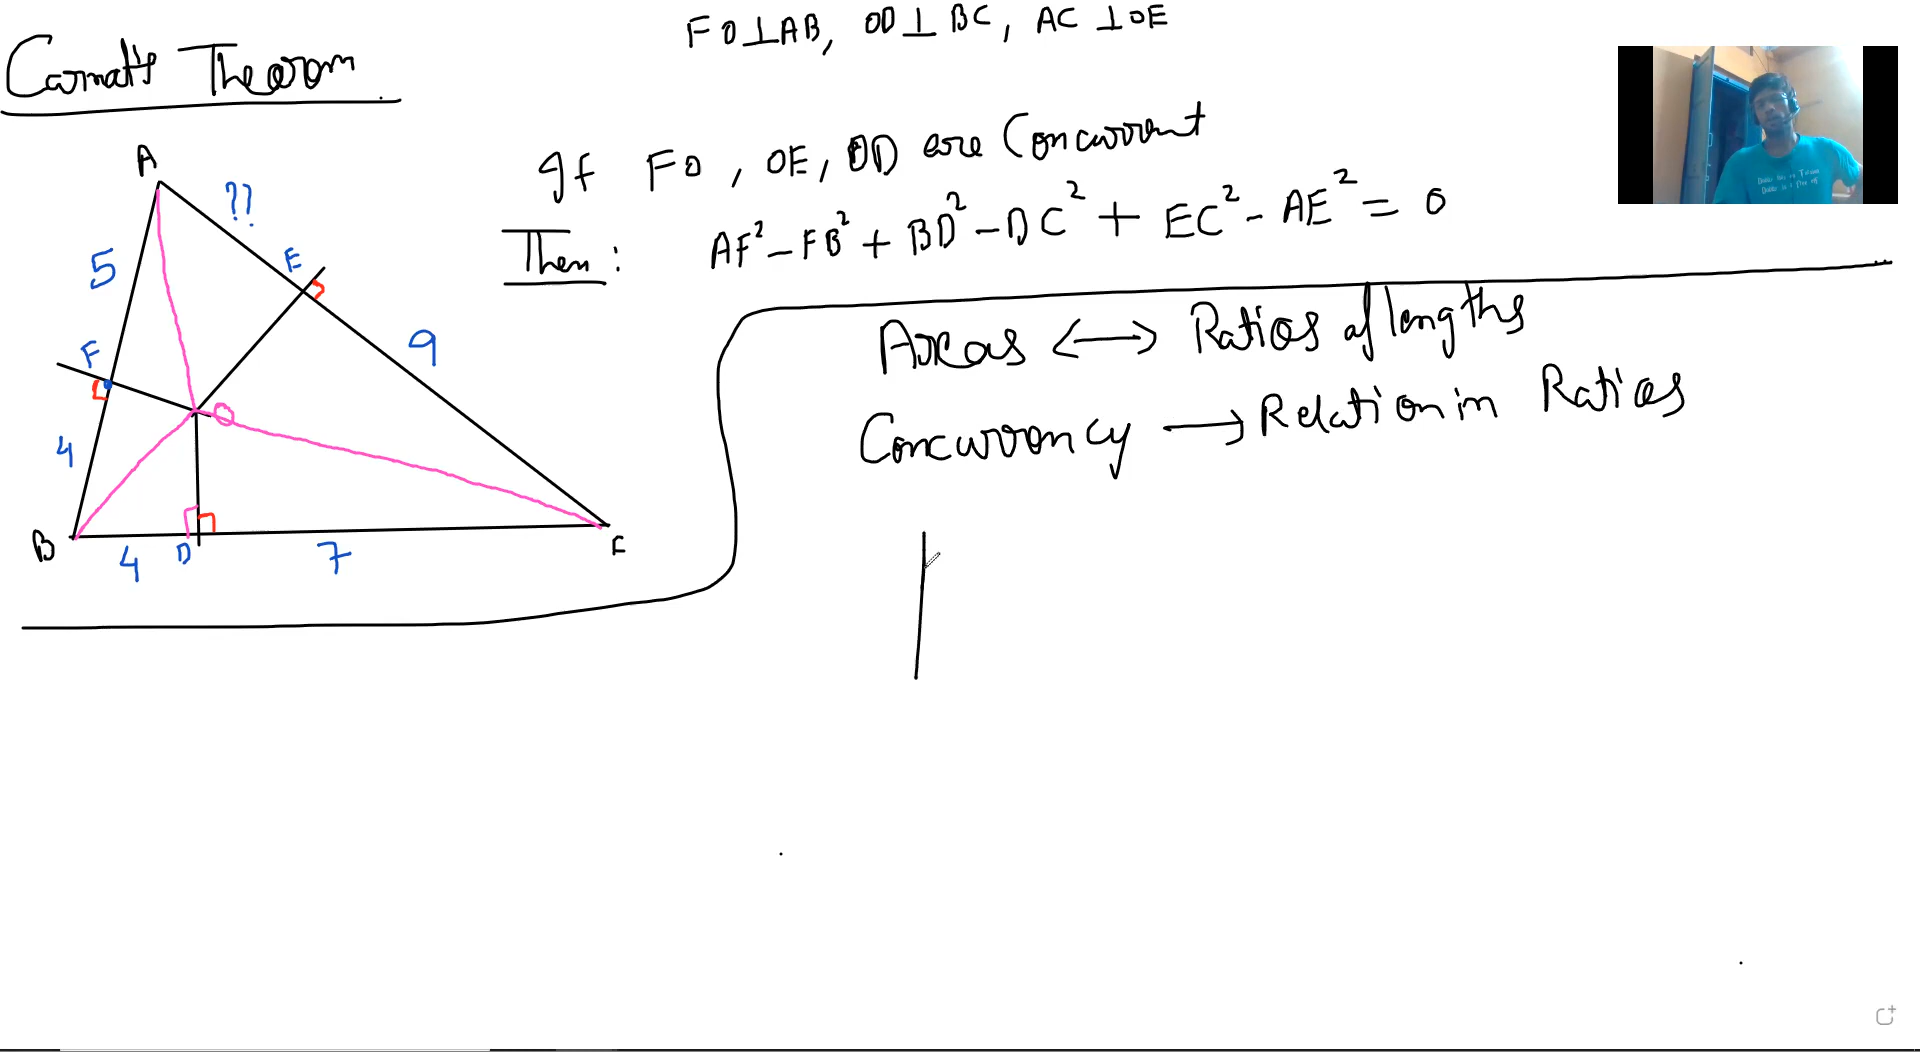 FO⊥AB, OD⊥BC, AC⊥OE
Carnot's Theorem
If FO, OE, OD are Concurrent
Then: AF²-FB²+BD²-DC²+EC²-AE²=0
A
??
5
E
9
F
O
4
B
4
D
7
C
Areas ↔ Ratios of lengths
Concurrency → Relation in Ratios